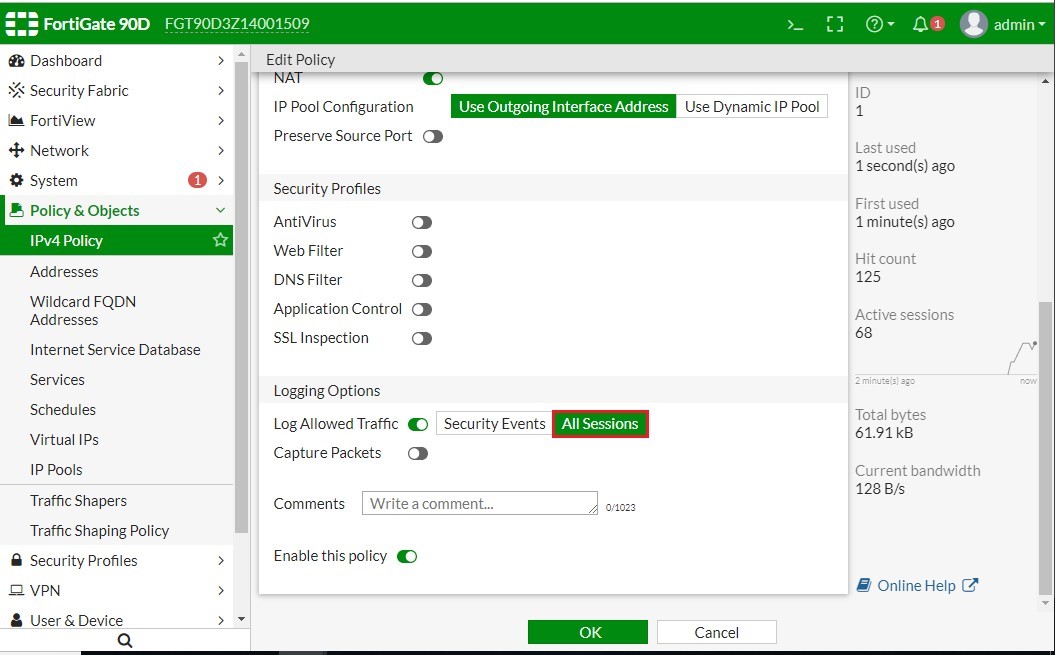 FortiGate 90D FGT90D3Z14001509
>_ 1 admin
Dashboard
Security Fabric
FortiView
Network
System 1
Policy & Objects
IPv4 Policy
Addresses
Wildcard FQDN
Addresses
Internet Service Database
Services
Schedules
Virtual IPs
IP Pools
Traffic Shapers
Traffic Shaping Policy
Security Profiles
VPN
User & Device
Edit Policy
NAT
IP Pool Configuration Use Outgoing Interface Address Use Dynamic IP Pool
Preserve Source Port
Security Profiles
AntiVirus
Web Filter
DNS Filter
Application Control
SSL Inspection
Logging Options
Log Allowed Traffic Security Events All Sessions
Capture Packets
Comments Write a comment... 0/1023
Enable this policy
OK Cancel
ID
1
Last used
1 second(s) ago
First used
1 minute(s) ago
Hit count
125
Active sessions
68
2 minute(s) ago now
Total bytes
61.91 kB
Current bandwidth
128 B/s
Online Help